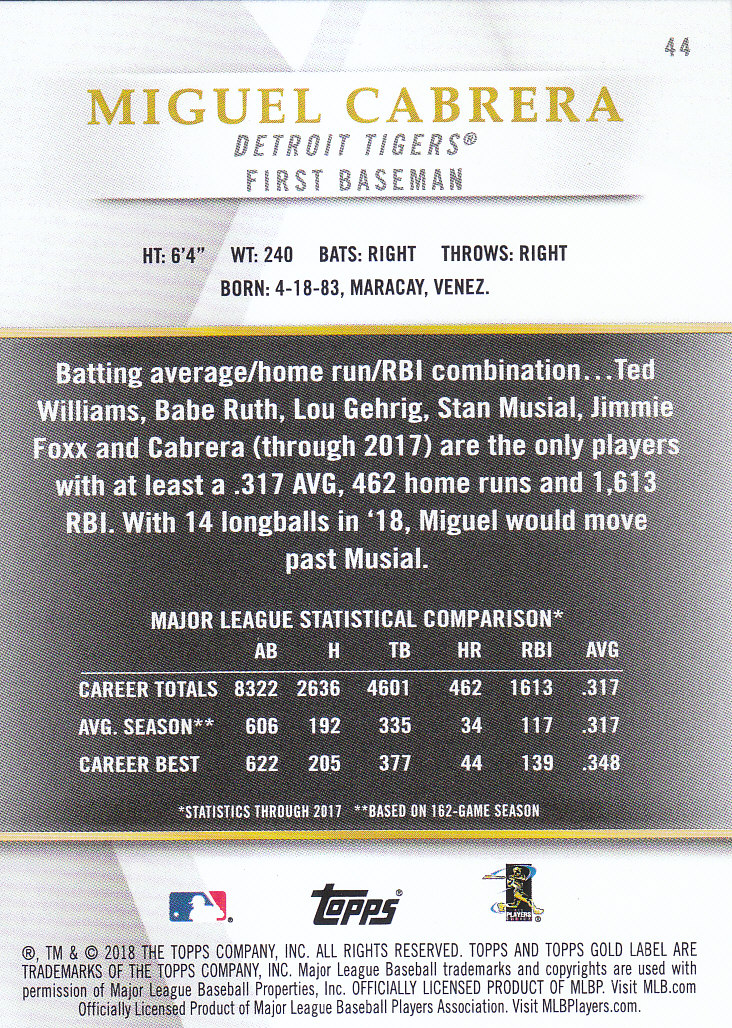 44
MIGUEL CABRERA
DETROIT TIGERS®
FIRST BASEMAN
HT: 6'4" WT: 240 BATS: RIGHT THROWS: RIGHT
BORN: 4-18-83, MARACAY, VENEZ.
Batting average/home run/RBI combination...Ted
Williams, Babe Ruth, Lou Gehrig, Stan Musial, Jimmie
Foxx and Cabrera (through 2017) are the only players
with at least a .317 AVG, 462 home runs and 1,613
RBI. With 14 longballs in '18, Miguel would move
past Musial.
MAJOR LEAGUE STATISTICAL COMPARISON*
AB H TB HR RBI AVG
CAREER TOTALS 8322 2636 4601 462 1613 .317
AVG. SEASON** 606 192 335 34 117 .317
CAREER BEST 622 205 377 44 139 .348
*STATISTICS THROUGH 2017 **BASED ON 162-GAME SEASON
Topps®
PLAYERS
®, TM & © 2018 THE TOPPS COMPANY, INC. ALL RIGHTS RESERVED. TOPPS AND TOPPS GOLD LABEL ARE
TRADEMARKS OF THE TOPPS COMPANY, INC. Major League Baseball trademarks and copyrights are used with
permission of Major League Baseball Properties, Inc. OFFICIALLY LICENSED PRODUCT OF MLBP. Visit MLB.com
Officially Licensed Product of Major League Baseball Players Association. Visit MLBPlayers.com.